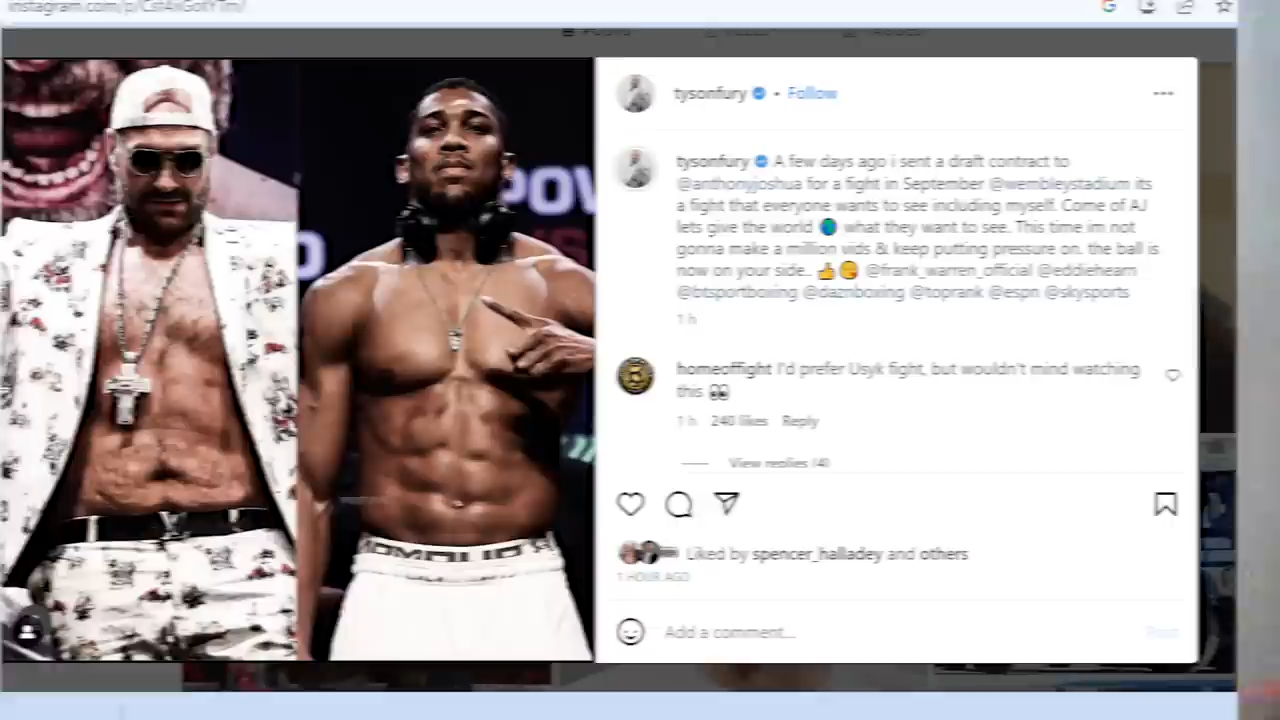 tysonfury • Follow
tysonfury A few days ago i sent a draft contract to
@anthonyjoshua for a fight in September @wembleystadium its
a fight that everyone wants to see including myself. Come of AJ
lets give the world 🌍 what they want to see. This time im not
gonna make a million vids & keep putting pressure on. the ball is
now on your side.. 👍😘 @frank_warren_official @eddiehearn
@btsportboxing @daznboxing @toprank @espn @skysports
1 h
homeoffight I'd prefer Usyk fight, but wouldn't mind watching
this 👀
1 h 240 likes Reply
View replies (4)
Liked by spencer_halladey and others
1 HOUR AGO
Add a comment...
Post
POW